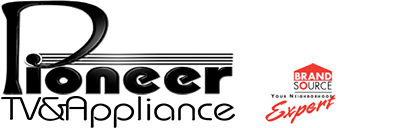 Pioneer
TV&Appliance
BRAND
SOURCE
YOUR NEIGHBORHOOD
Expert